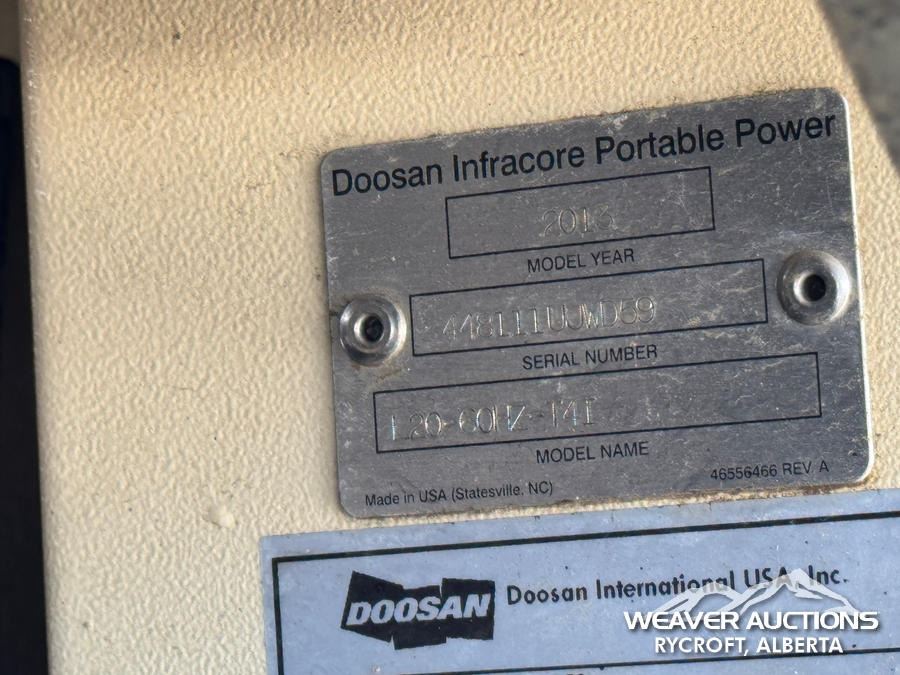 Doosan Infracore Portable Power
2013
MODEL YEAR
448111UJWD59
SERIAL NUMBER
L20-60HZ-T4I
MODEL NAME
46556466 REV A
Made in USA (Statesville, NC)
DOOSAN
Doosan International USA, Inc.
WEAVER AUCTIONS
RYCROFT, ALBERTA